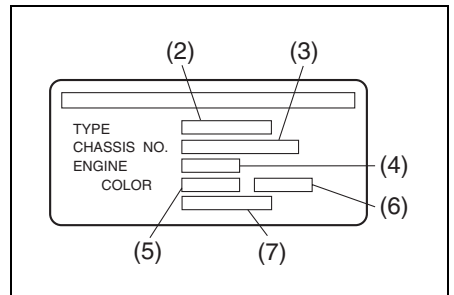 (2) (3)
TYPE
CHASSIS NO.
ENGINE
(4)
COLOR
(6)
(5) (7)